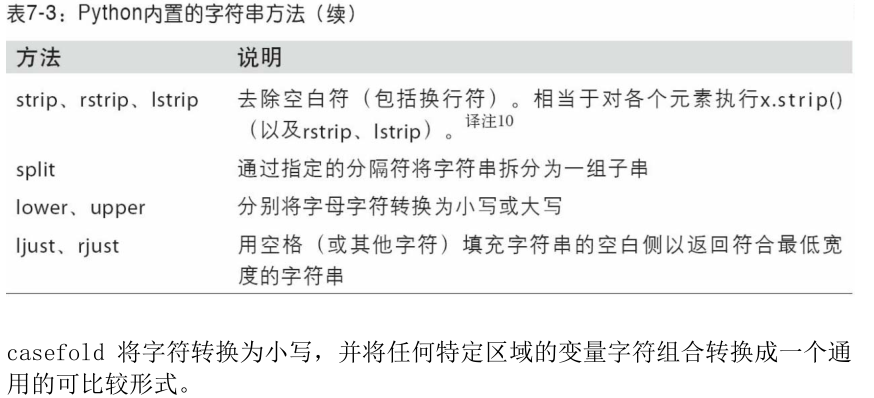 表7-3：Python内置的字符串方法（续）
方法 说明
strip、rstrip、lstrip 去除空白符（包括换行符）。相当于对各个元素执行x.strip()
（以及rstrip、lstrip）。译注10
split 通过指定的分隔符将字符串拆分为一组子串
lower、upper 分别将字母字符转换为小写或大写
ljust、rjust 用空格（或其他字符）填充字符串的空白侧以返回符合最低宽
度的字符串
casefold 将字符转换为小写，并将任何特定区域的变量字符组合转换成一个通
用的可比较形式。